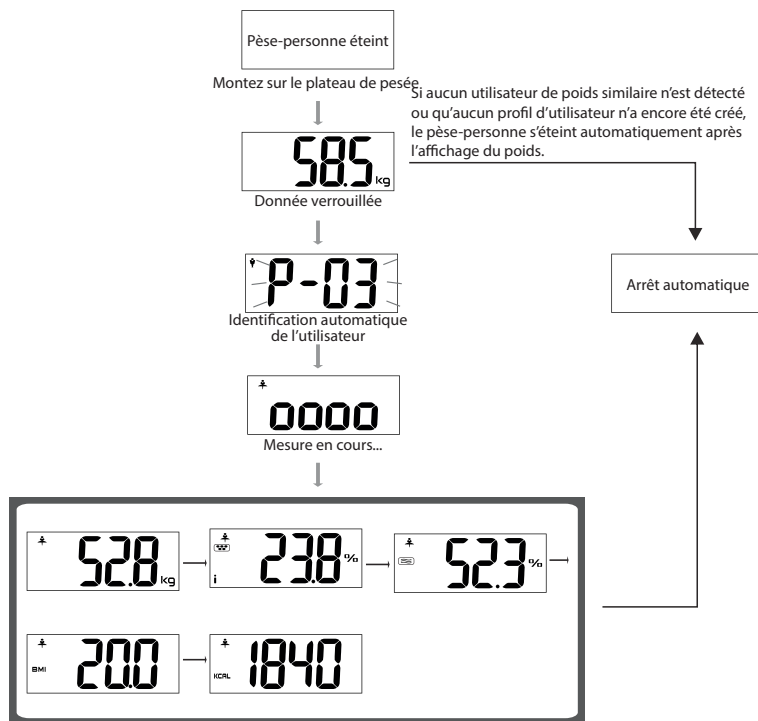 Pèse-personne éteint
Montez sur le plateau de pesée
Si aucun utilisateur de poids similaire n'est détecté
ou qu'aucun profil d'utilisateur n'a encore été créé,
le pèse-personne s'éteint automatiquement après
l'affichage du poids.
58.5 kg
Donnée verrouillée
P-03
Identification automatique
de l'utilisateur
Arrêt automatique
0000
Mesure en cours...
52.8 kg
i 23.8 %
52.3 %
BMI 20.0
KCAL 1840